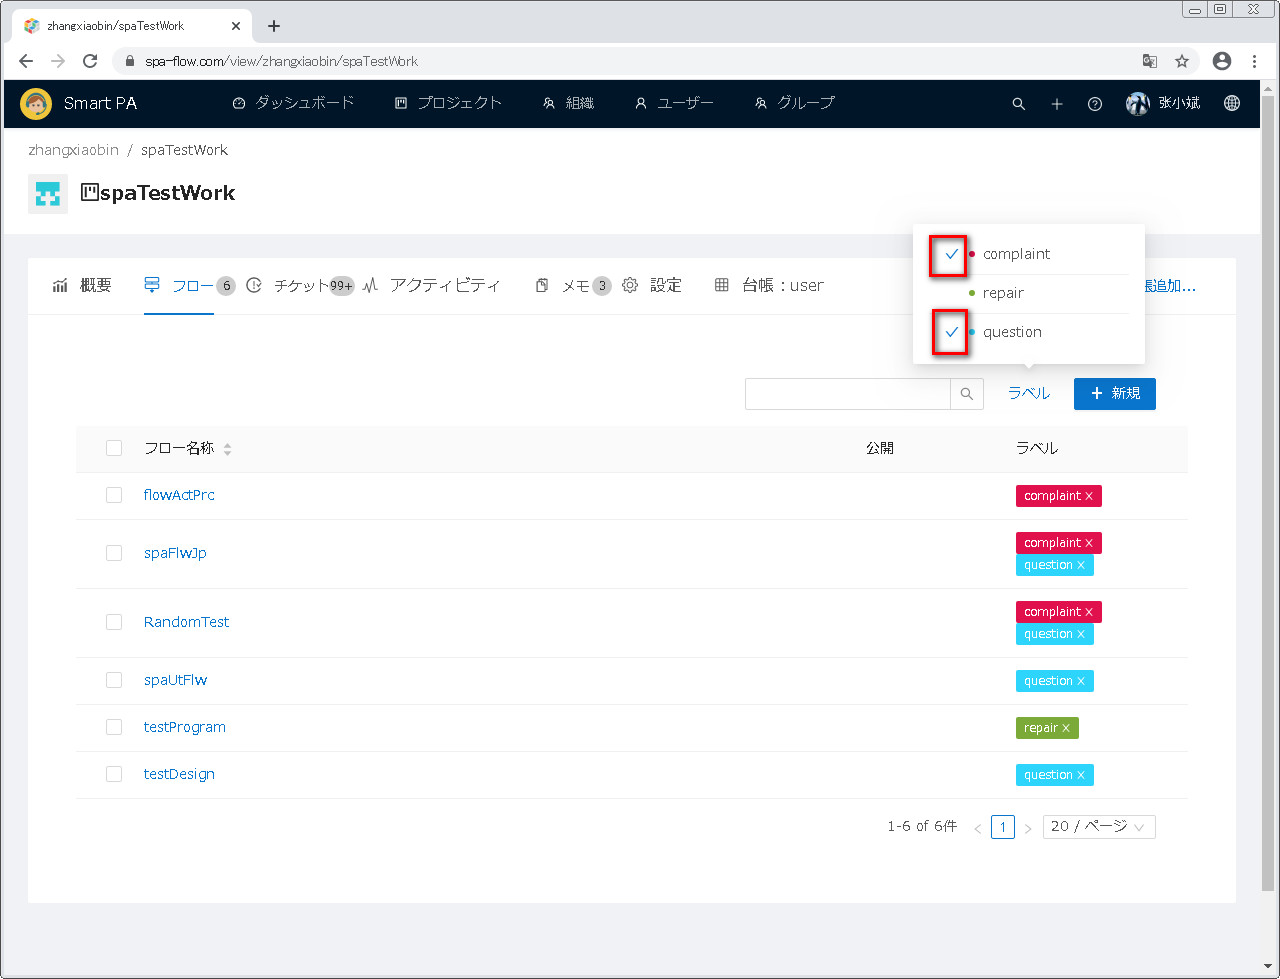 zhangxiaobin/spaTestWork
spa-flow.com/view/zhangxiaobin/spaTestWork
Smart PA ダッシュボード プロジェクト 組織 ユーザー グループ 张小斌
zhangxiaobin / spaTestWork
spaTestWork
complaint
repair
question
概要 フロー 6 チケット 99+ アクティビティ メモ 3 設定 台帳：user 帳追加...
ラベル + 新規
フロー名称 公開 ラベル
flowActPrc complaint ×
spaFlwJp complaint ×
question ×
RandomTest complaint ×
question ×
spaUtFlw question ×
testProgram repair ×
testDesign question ×
1-6 of 6件 < 1 > 20 / ページ